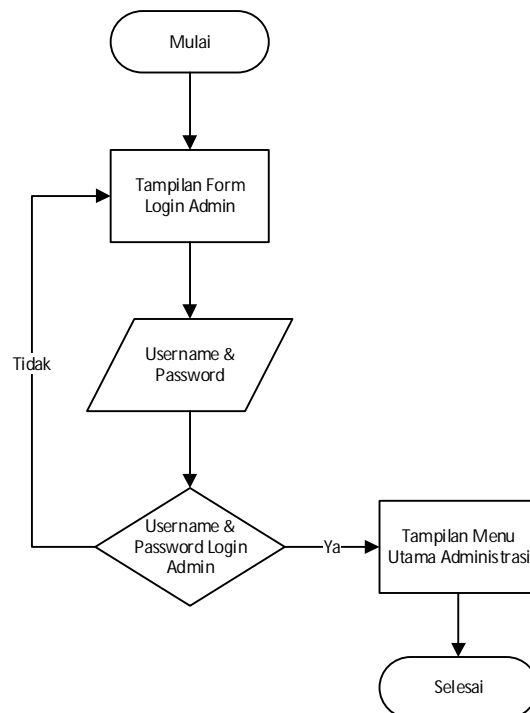 Mulai
Tampilan Form
Login Admin
Username &
Password
Tidak
Username &
Password Login
Admin
Ya
Tampilan Menu
Utama Administrasi
Selesai